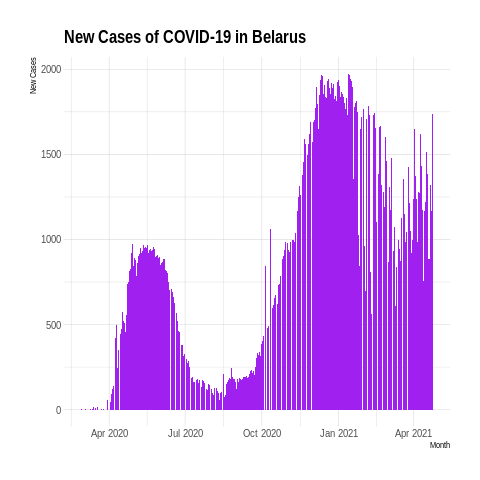 New Cases of COVID-19 in Belarus
New Cases
2000
1500
1000
500
0
Apr 2020 Jul 2020 Oct 2020 Jan 2021 Apr 2021
Month